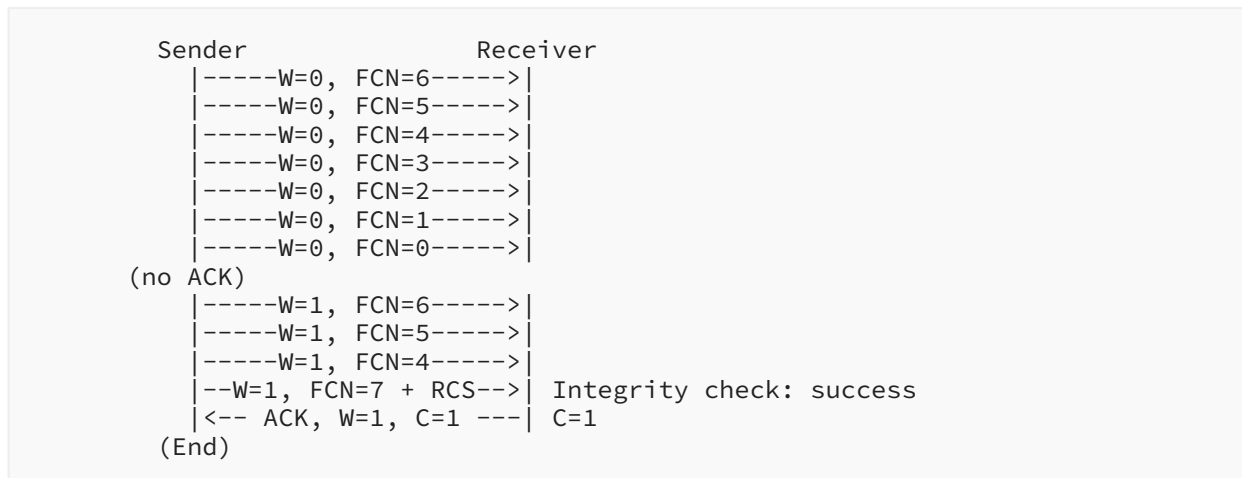 Sender                Receiver
|-----W=0, FCN=6----->|
|-----W=0, FCN=5----->|
|-----W=0, FCN=4----->|
|-----W=0, FCN=3----->|
|-----W=0, FCN=2----->|
|-----W=0, FCN=1----->|
|-----W=0, FCN=0----->|
(no ACK)
|-----W=1, FCN=6----->|
|-----W=1, FCN=5----->|
|-----W=1, FCN=4----->|
|--W=1, FCN=7 + RCS-->| Integrity check: success
|<-- ACK, W=1, C=1 ---| C=1
(End)